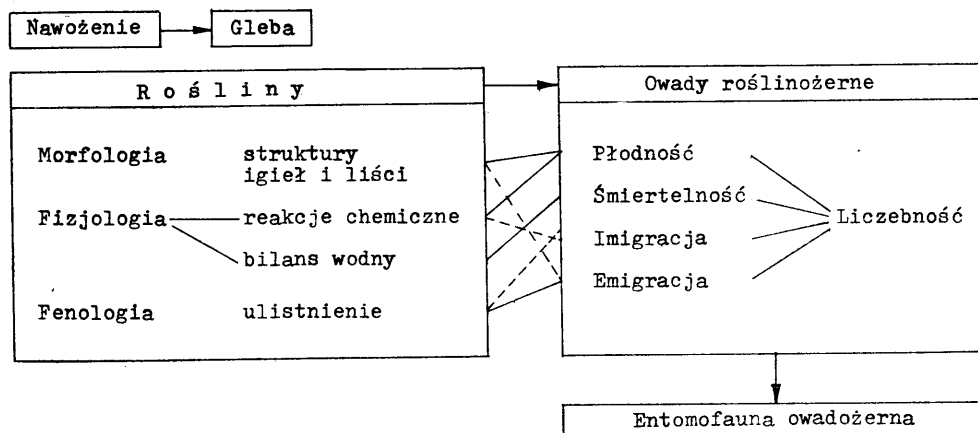 Nawożenie Gleba
Rośliny
Owady roślinożerne
Morfologia struktury
igieł i liści
Fizjologia reakcje chemiczne
bilans wodny
Fenologia ulistnienie
Płodność
Śmiertelność
Liczebność
Imigracja
Emigracja
Entomofauna owadożerna